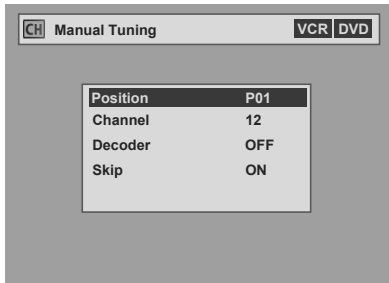 CH Manual Tuning VCR DVD
Position P01
Channel 12
Decoder OFF
Skip ON